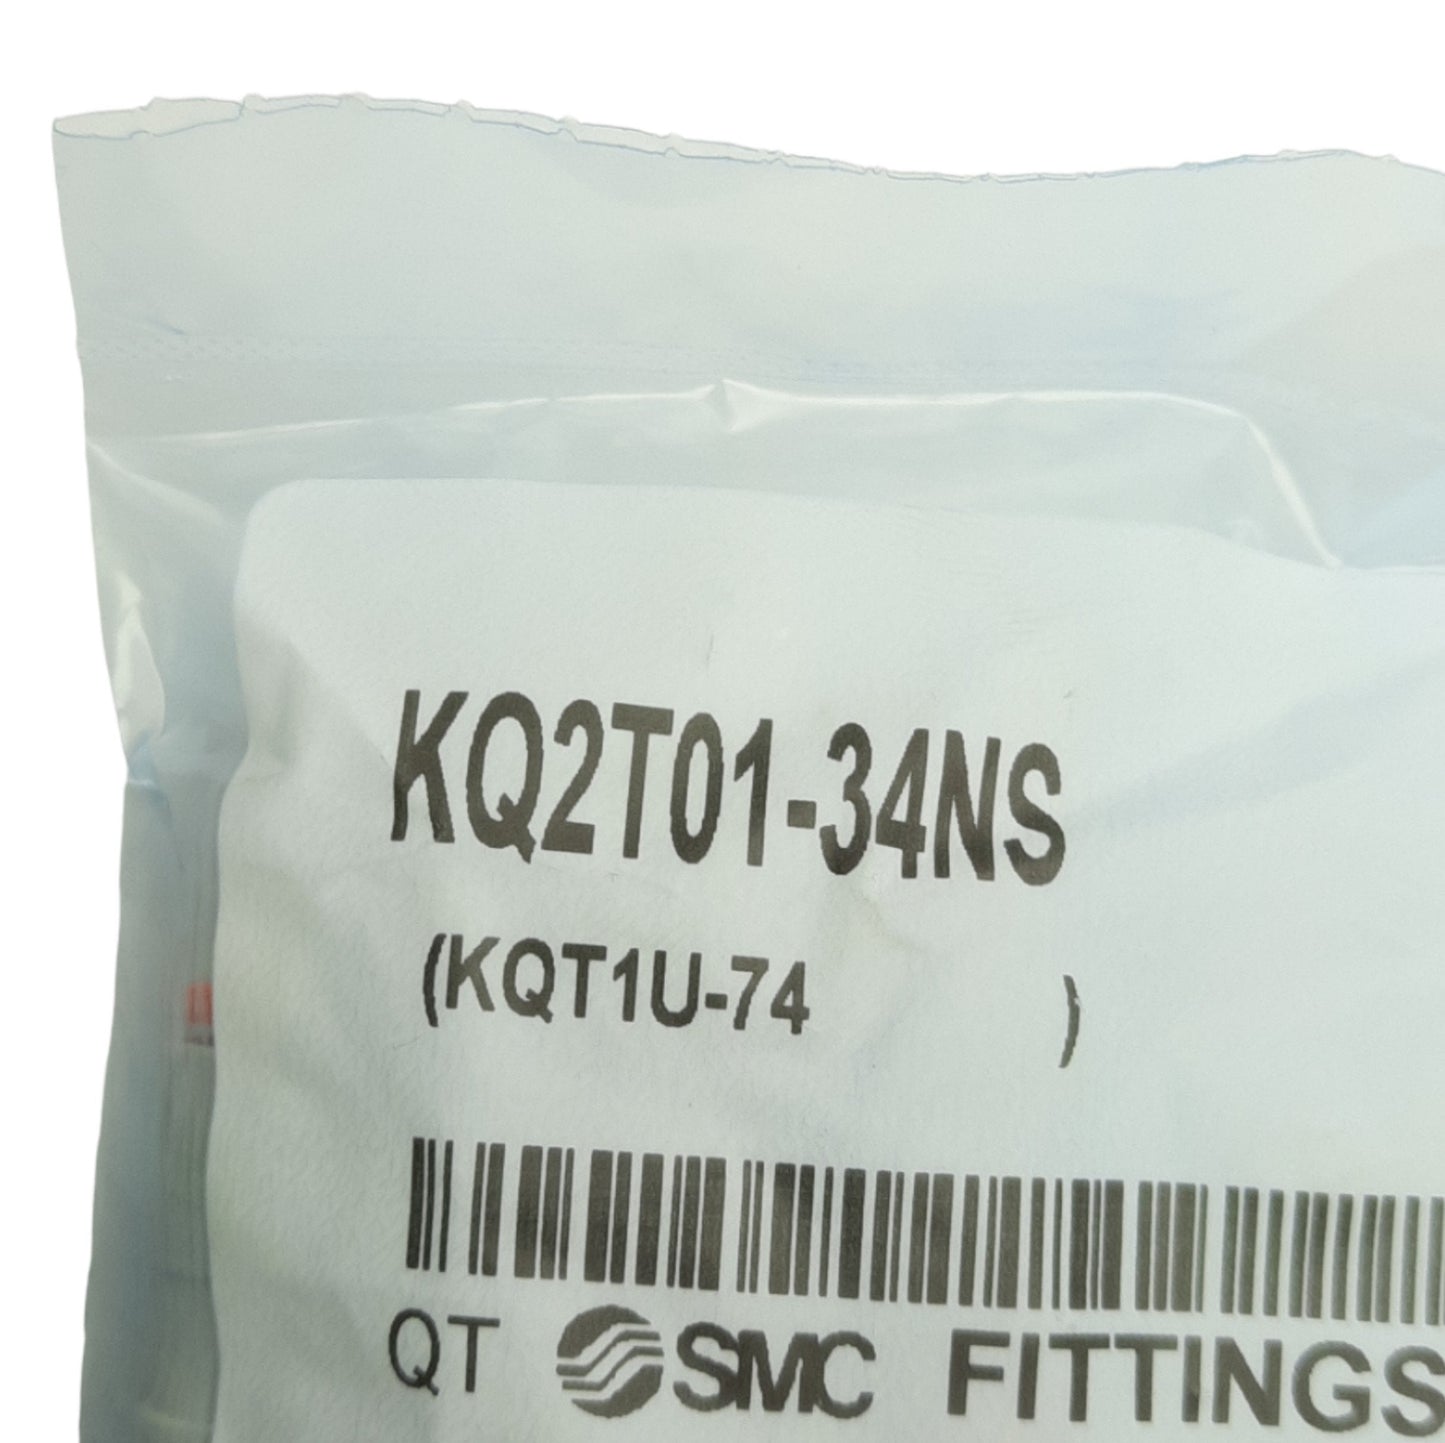 KQ2T01-34NS
(KQT1U-74 )
QT SMC FITTINGS